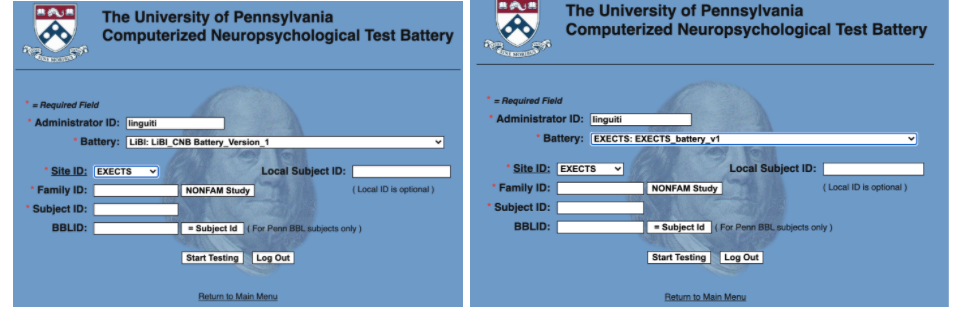 The University of Pennsylvania
Computerized Neuropsychological Test Battery
* = Required Field
* Administrator ID: linguiti
* Battery: LiBI: LiBI_CNB Battery_Version_1
* Site ID: EXECTS Local Subject ID:
* Family ID: NONFAM Study ( Local ID is optional )
* Subject ID:
BBLID: = Subject Id ( For Penn BBL subjects only )
Start Testing Log Out
Return to Main Menu
The University of Pennsylvania
Computerized Neuropsychological Test Battery
* = Required Field
* Administrator ID: linguiti
* Battery: EXECTS: EXECTS_battery_v1
* Site ID: EXECTS Local Subject ID:
* Family ID: NONFAM Study ( Local ID is optional )
* Subject ID:
BBLID: = Subject Id ( For Penn BBL subjects only )
Start Testing Log Out
Return to Main Menu